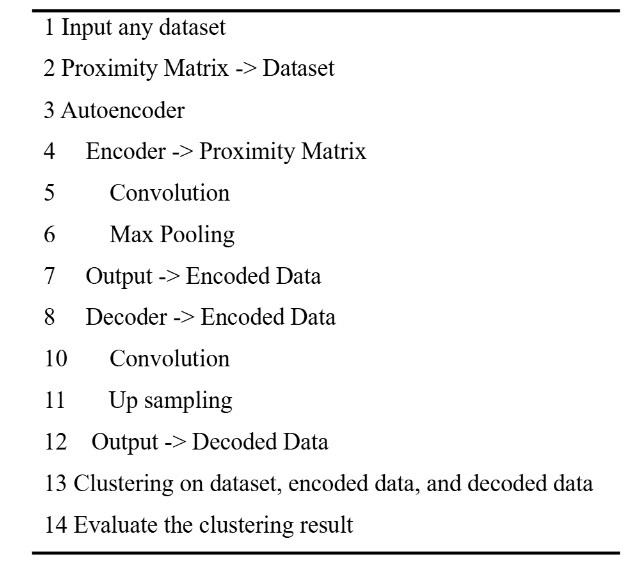 1 Input any dataset
2 Proximity Matrix -> Dataset
3 Autoencoder
4 Encoder -> Proximity Matrix
5 Convolution
6 Max Pooling
7 Output -> Encoded Data
8 Decoder -> Encoded Data
10 Convolution
11 Up sampling
12 Output -> Decoded Data
13 Clustering on dataset, encoded data, and decoded data
14 Evaluate the clustering result